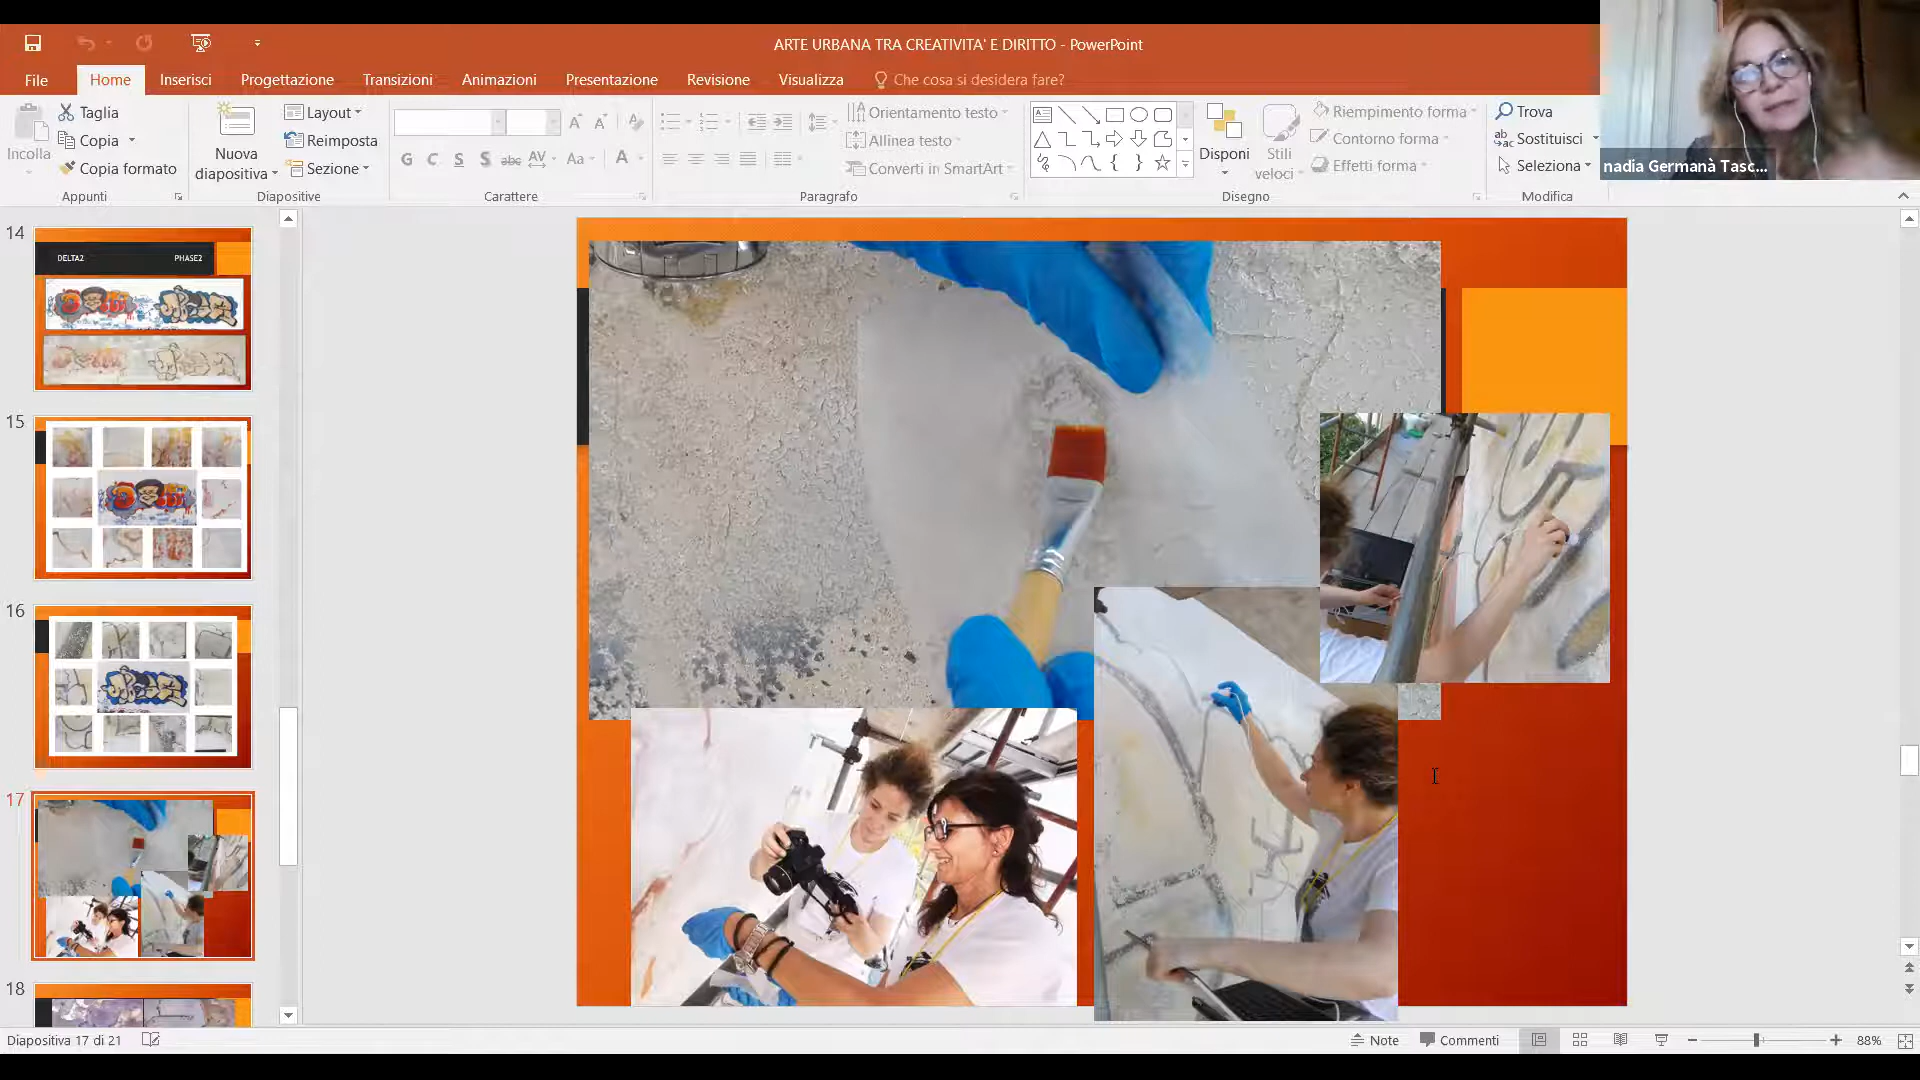 ARTE URBANA TRA CREATIVITA' E DIRITTO - PowerPoint
File Home Inserisci Progettazione Transizioni Animazioni Presentazione Revisione Visualizza Che cosa si desidera fare?
Incolla
Taglia
Copia
Copia formato
Appunti
Nuova
diapositiva
Layout
Reimposta
Sezione
Diapositive
G C S S abc AV Aa A
Carattere
Orientamento testo
Allinea testo
Converti in SmartArt
Paragrafo
Disponi
Stili
veloci
Riempimento forma
Contorno forma
Effetti forma
Disegno
Trova
Sostituisci
Seleziona
Modifica
nadia Germanà Tasc...
14
DELTA2 PHASE2
15
16
17
18
Diapositiva 17 di 21
Note Commenti 88%